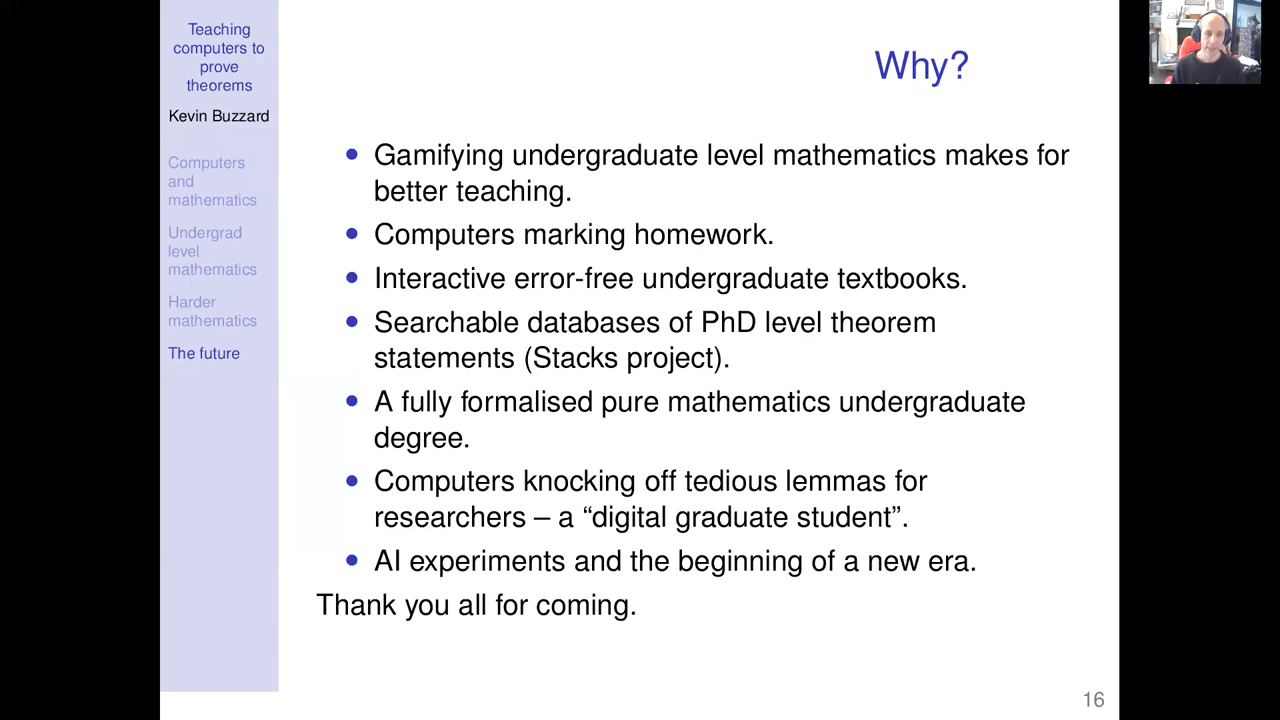 Teaching
computers to
prove
theorems
Kevin Buzzard
Computers
and
mathematics
Undergrad
level
mathematics
Harder
mathematics
The future
Why?
• Gamifying undergraduate level mathematics makes for
better teaching.
• Computers marking homework.
• Interactive error-free undergraduate textbooks.
• Searchable databases of PhD level theorem
statements (Stacks project).
• A fully formalised pure mathematics undergraduate
degree.
• Computers knocking off tedious lemmas for
researchers – a “digital graduate student”.
• AI experiments and the beginning of a new era.
Thank you all for coming.
16